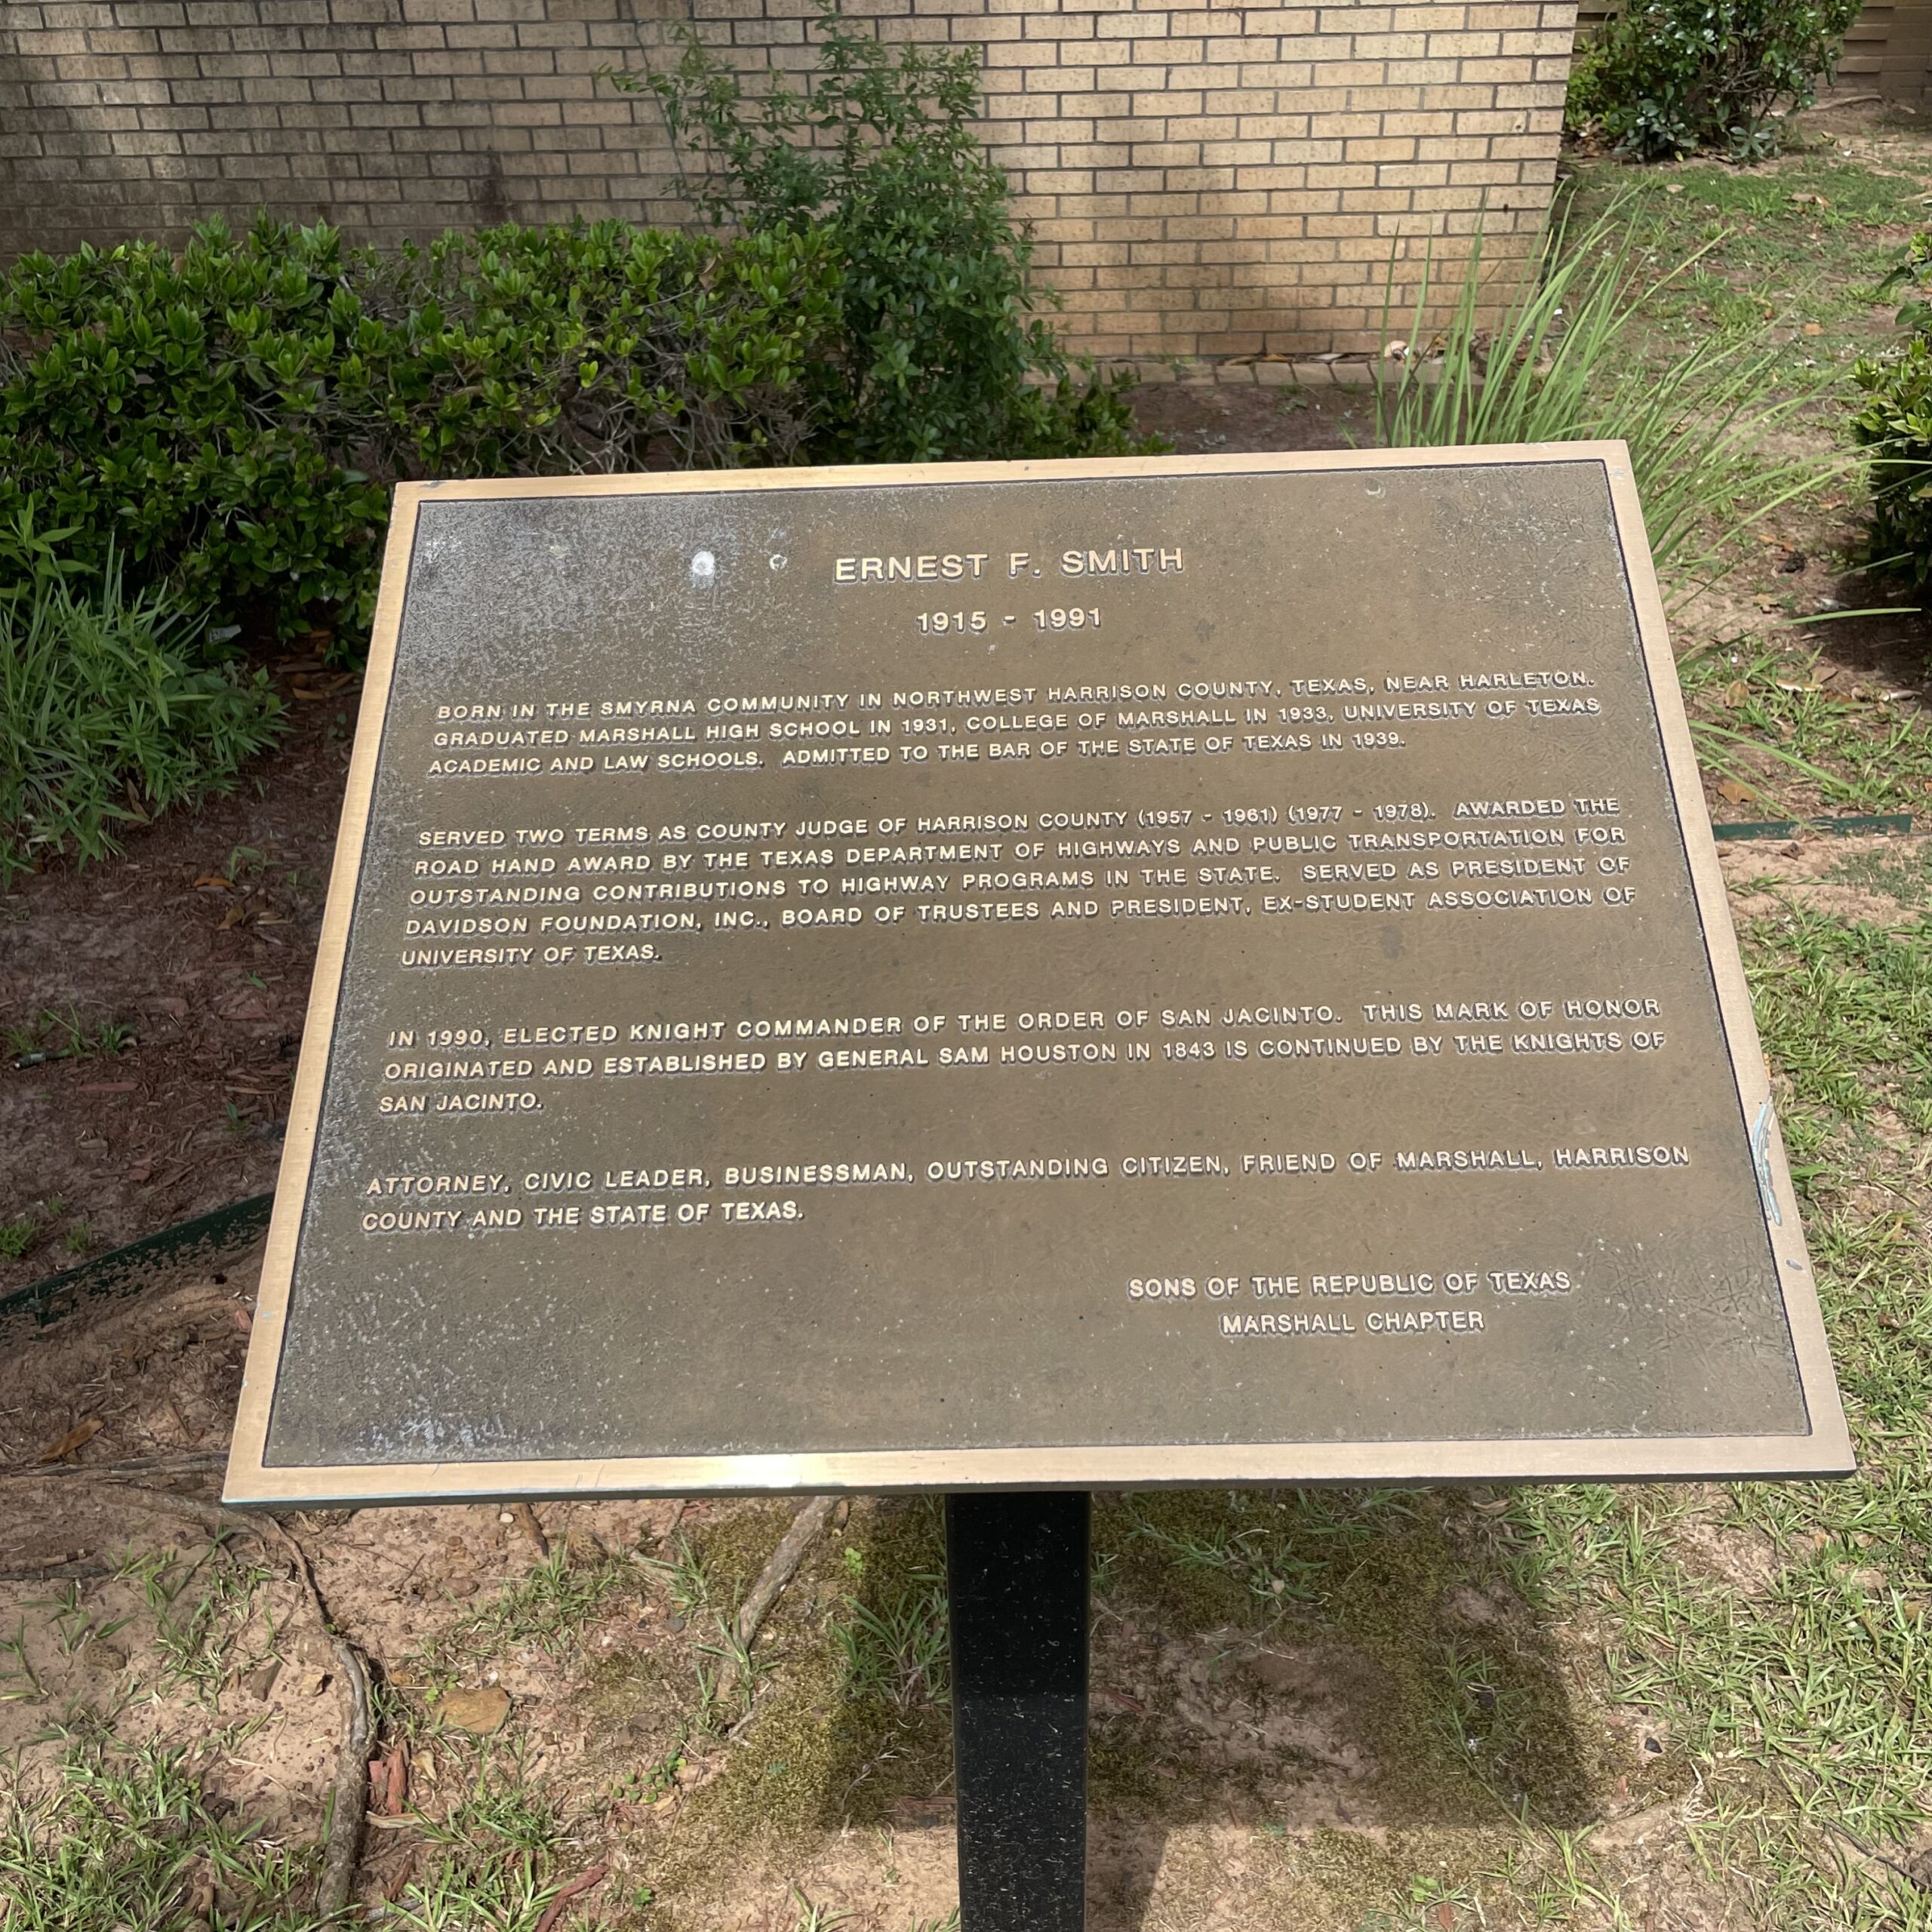 ERNEST F. SMITH
1915 - 1991
BORN IN THE SMYRNA COMMUNITY IN NORTHWEST HARRISON COUNTY, TEXAS, NEAR HARLETON.
GRADUATED MARSHALL HIGH SCHOOL IN 1931, COLLEGE OF MARSHALL IN 1933, UNIVERSITY OF TEXAS
ACADEMIC AND LAW SCHOOLS. ADMITTED TO THE BAR OF THE STATE OF TEXAS IN 1939.
SERVED TWO TERMS AS COUNTY JUDGE OF HARRISON COUNTY (1957 - 1961) (1977 - 1978). AWARDED THE
ROAD HAND AWARD BY THE TEXAS DEPARTMENT OF HIGHWAYS AND PUBLIC TRANSPORTATION FOR
OUTSTANDING CONTRIBUTIONS TO HIGHWAY PROGRAMS IN THE STATE. SERVED AS PRESIDENT OF
DAVIDSON FOUNDATION, INC., BOARD OF TRUSTEES AND PRESIDENT, EX-STUDENT ASSOCIATION OF
UNIVERSITY OF TEXAS.
IN 1990, ELECTED KNIGHT COMMANDER OF THE ORDER OF SAN JACINTO. THIS MARK OF HONOR
ORIGINATED AND ESTABLISHED BY GENERAL SAM HOUSTON IN 1843 IS CONTINUED BY THE KNIGHTS OF
SAN JACINTO.
ATTORNEY, CIVIC LEADER, BUSINESSMAN, OUTSTANDING CITIZEN, FRIEND OF MARSHALL, HARRISON
COUNTY AND THE STATE OF TEXAS.
SONS OF THE REPUBLIC OF TEXAS
MARSHALL CHAPTER